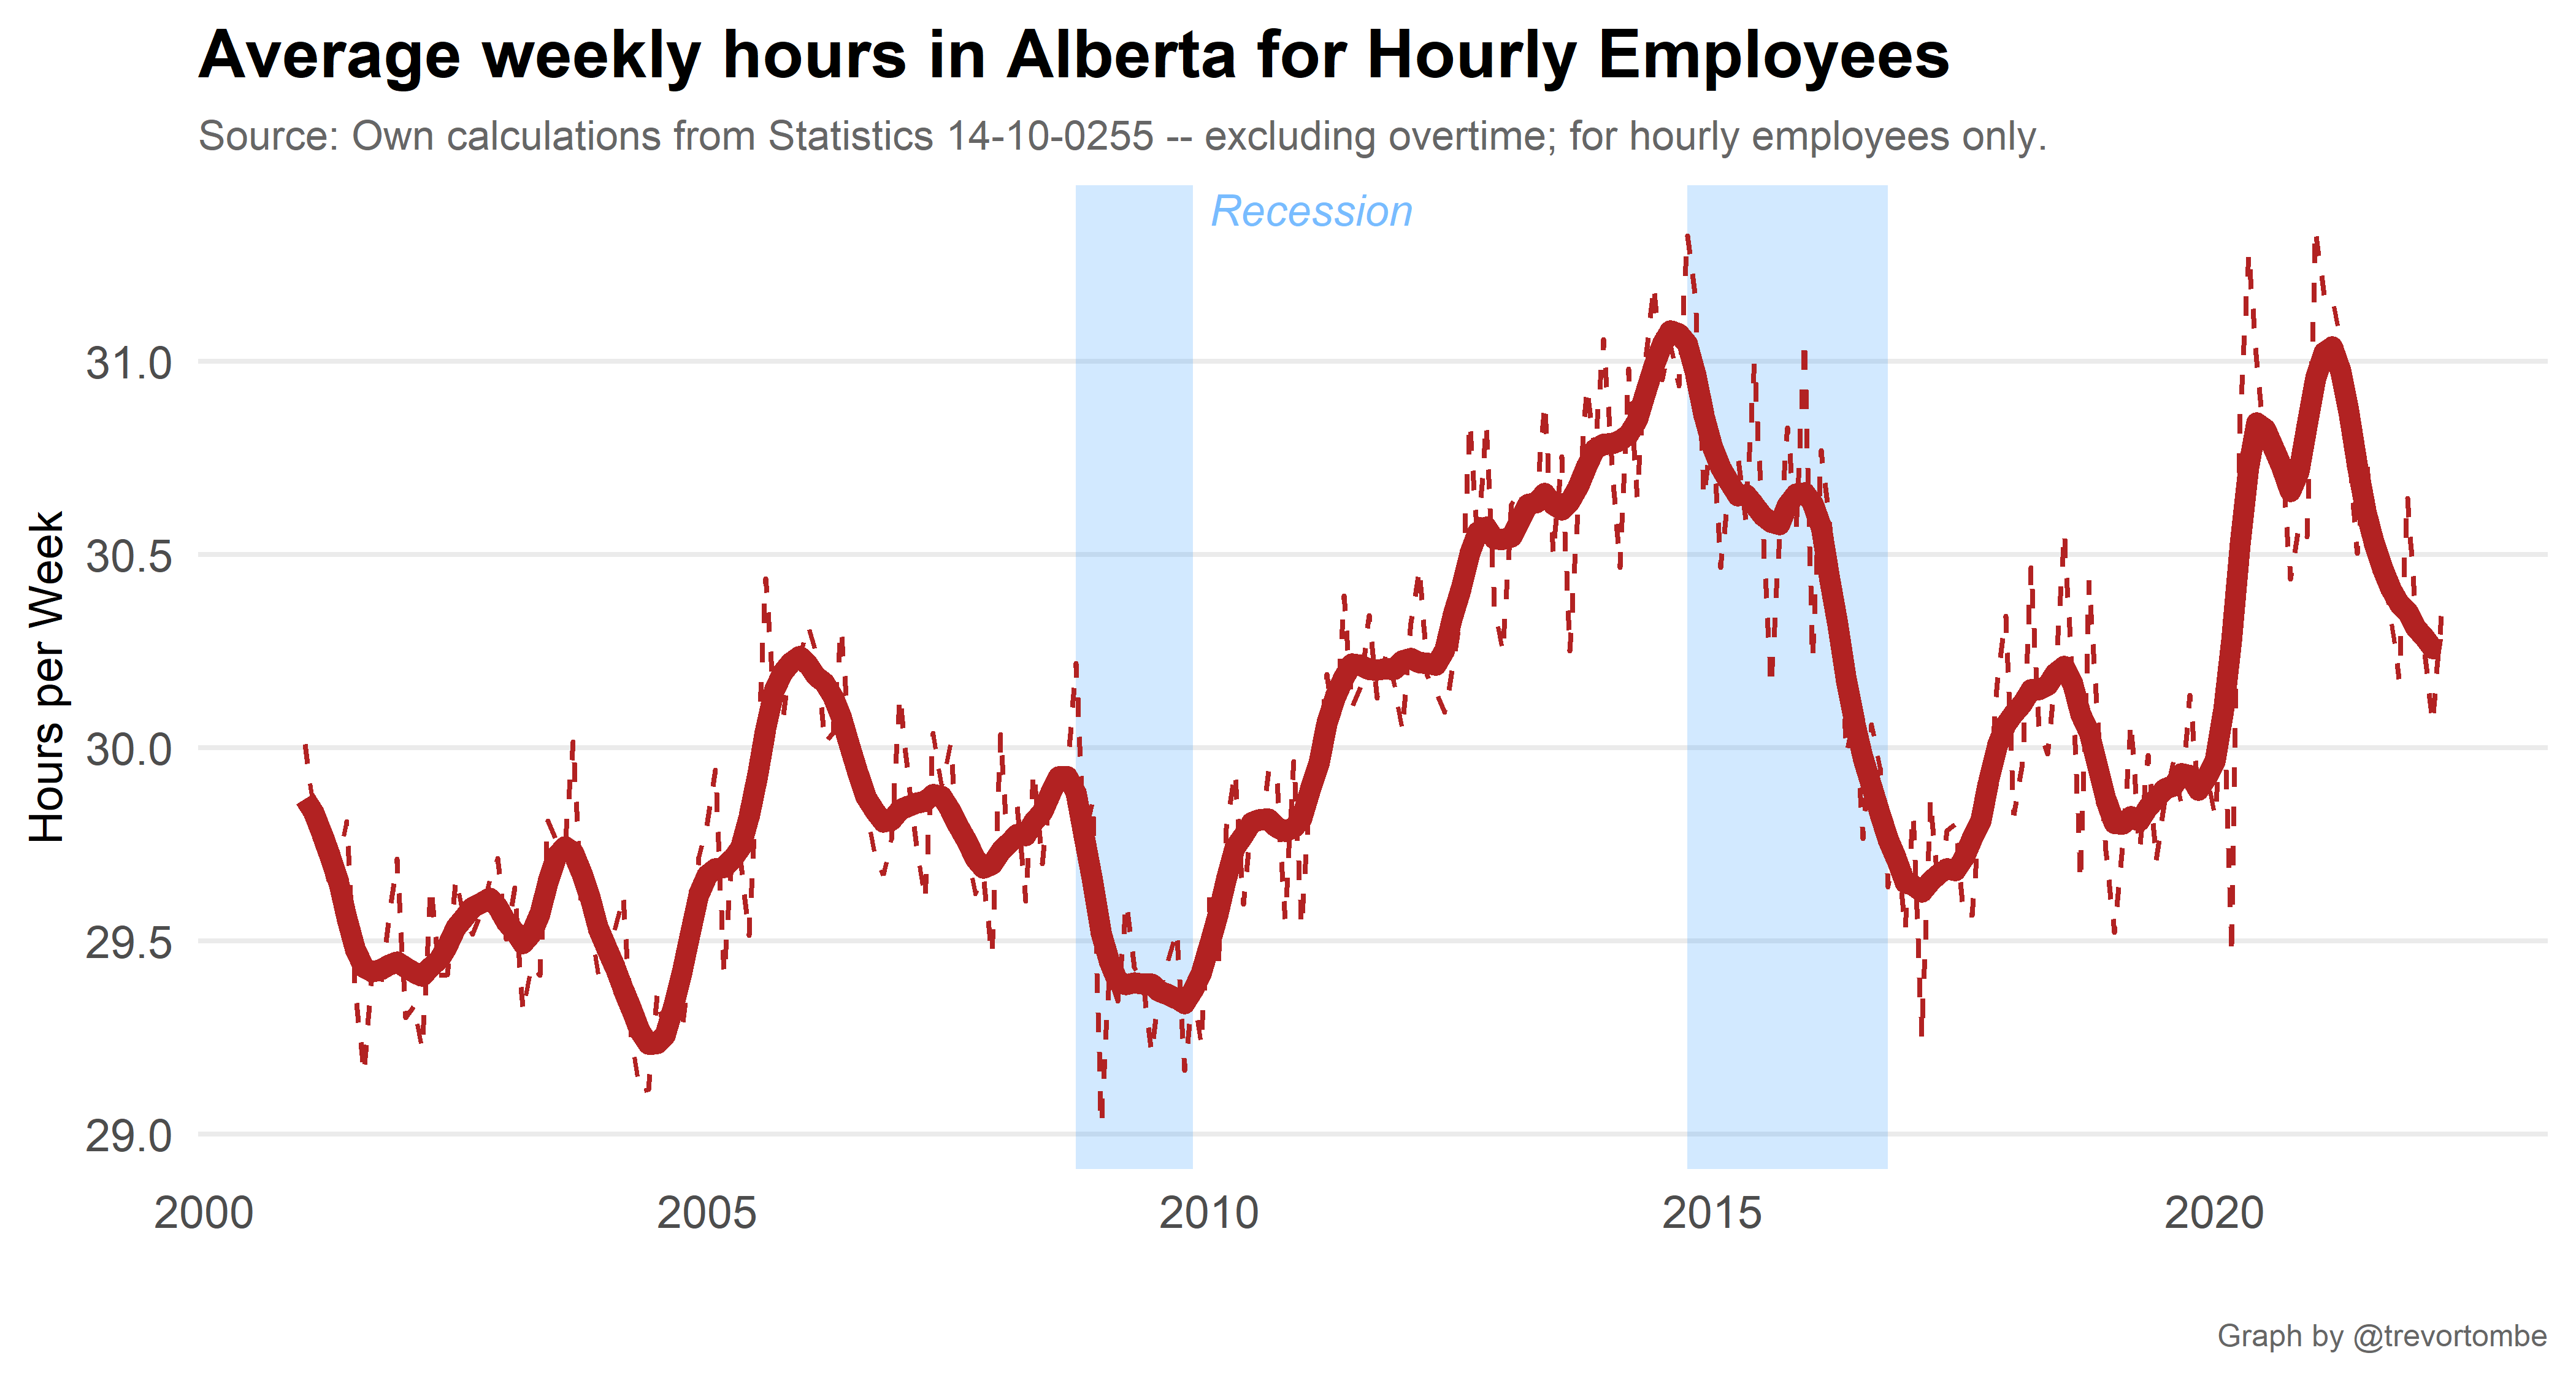 Average weekly hours in Alberta for Hourly Employees
Source: Own calculations from Statistics 14-10-0255 -- excluding overtime; for hourly employees only.
Recession
Hours per Week
31.0
30.5
30.0
29.5
29.0
2000 2005 2010 2015 2020
Graph by @trevortombe